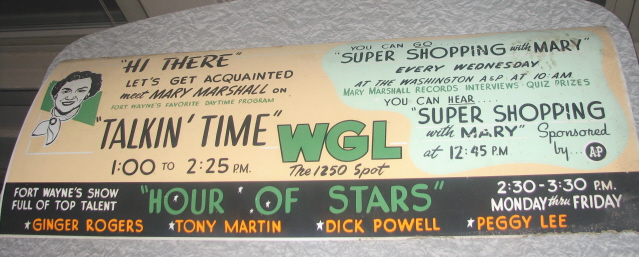 "HI THERE"
LET'S GET ACQUAINTED
meet MARY MARSHALL on
FORT WAYNE'S FAVORITE DAYTIME PROGRAM
"TALKIN' TIME"
1:00 TO 2:25 P.M.
WGL
The 1250 Spot
YOU CAN GO
"SUPER SHOPPING with MARY"
EVERY WEDNESDAY
AT THE WASHINGTON A&P AT 10 AM
MARY MARSHALL RECORDS INTERVIEWS QUIZ PRIZES
YOU CAN HEAR....
"SUPER SHOPPING
with MARY" Sponsored
at 12:45 P.M. by... A&P
FORT WAYNE'S SHOW
FULL OF TOP TALENT
"HOUR OF STARS"
2:30-3:30 P.M.
MONDAY thru FRIDAY
*GINGER ROGERS *TONY MARTIN *DICK POWELL *PEGGY LEE